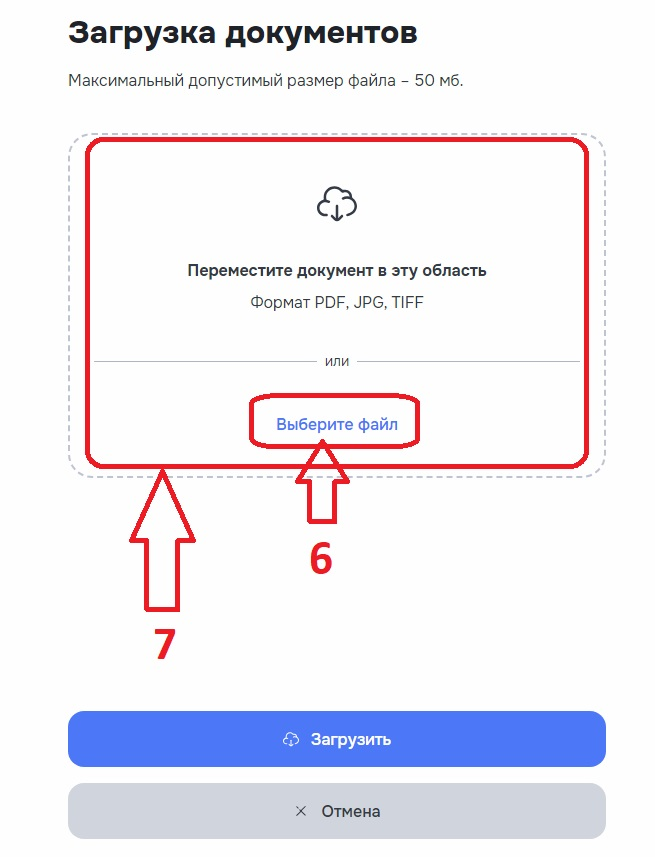 Загрузка документов
Максимальный допустимый размер файла – 50 мб.
Переместите документ в эту область
Формат PDF, JPG, TIFF
или
Выберите файл
6
7
Загрузить
Отмена